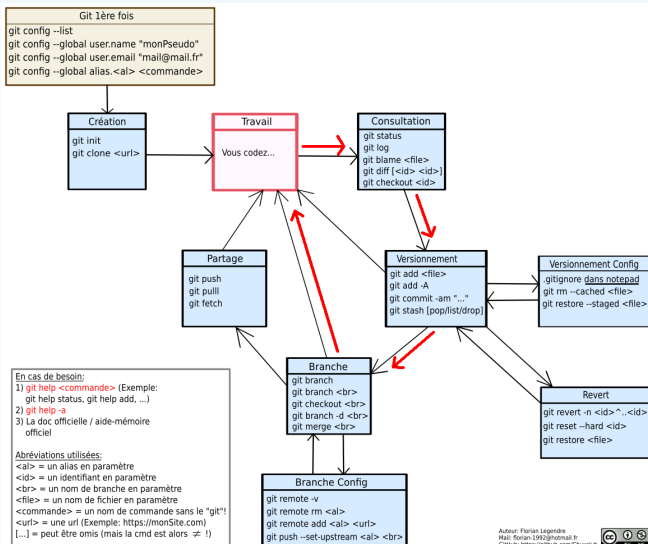 Git 1ère fois
git config --list
git config --global user.name "monPseudo"
git config --global user.email "mail@mail.fr"
git config --global alias.<al> <commande>
Création
git init
git clone <url>
Travail
Vous codez...
Consultation
git status
git log
git blame <file>
git diff [<id> <id>]
git checkout <id>
Partage
git push
git pulll
git fetch
Versionnement
git add <file>
git add -A
git commit -am "..."
git stash [pop/list/drop]
Versionnement Config
.gitignore dans notepad
git rm --cached <file>
git restore --staged <file>
Branche
git branch
git branch <br>
git checkout <br>
git branch -d <br>
git merge <br>
Revert
git revert -n <id>^..<id>
git reset --hard <id>
git restore <file>
En cas de besoin:
1) git help <commande> (Exemple:
git help status, git help add, ...)
2) git help -a
3) La doc officielle / aide-mémoire
officiel
Abréviations utilisées:
<al> = un alias en paramètre
<id> = un identifiant en paramètre
<br> = un nom de branche en paramètre
<file> = un nom de fichier en paramètre
<commande> = un nom de commande sans le "git"!
<url> = une url (Exemple: https://monSite.com)
[...] = peut être omis (mais la cmd est alors ≠ !)
Branche Config
git remote -v
git remote rm <al>
git remote add <al> <url>
git push --set-upstream <al> <br>
Auteur: Florian Legendre
Mail: florian-1992@hotmail.fr